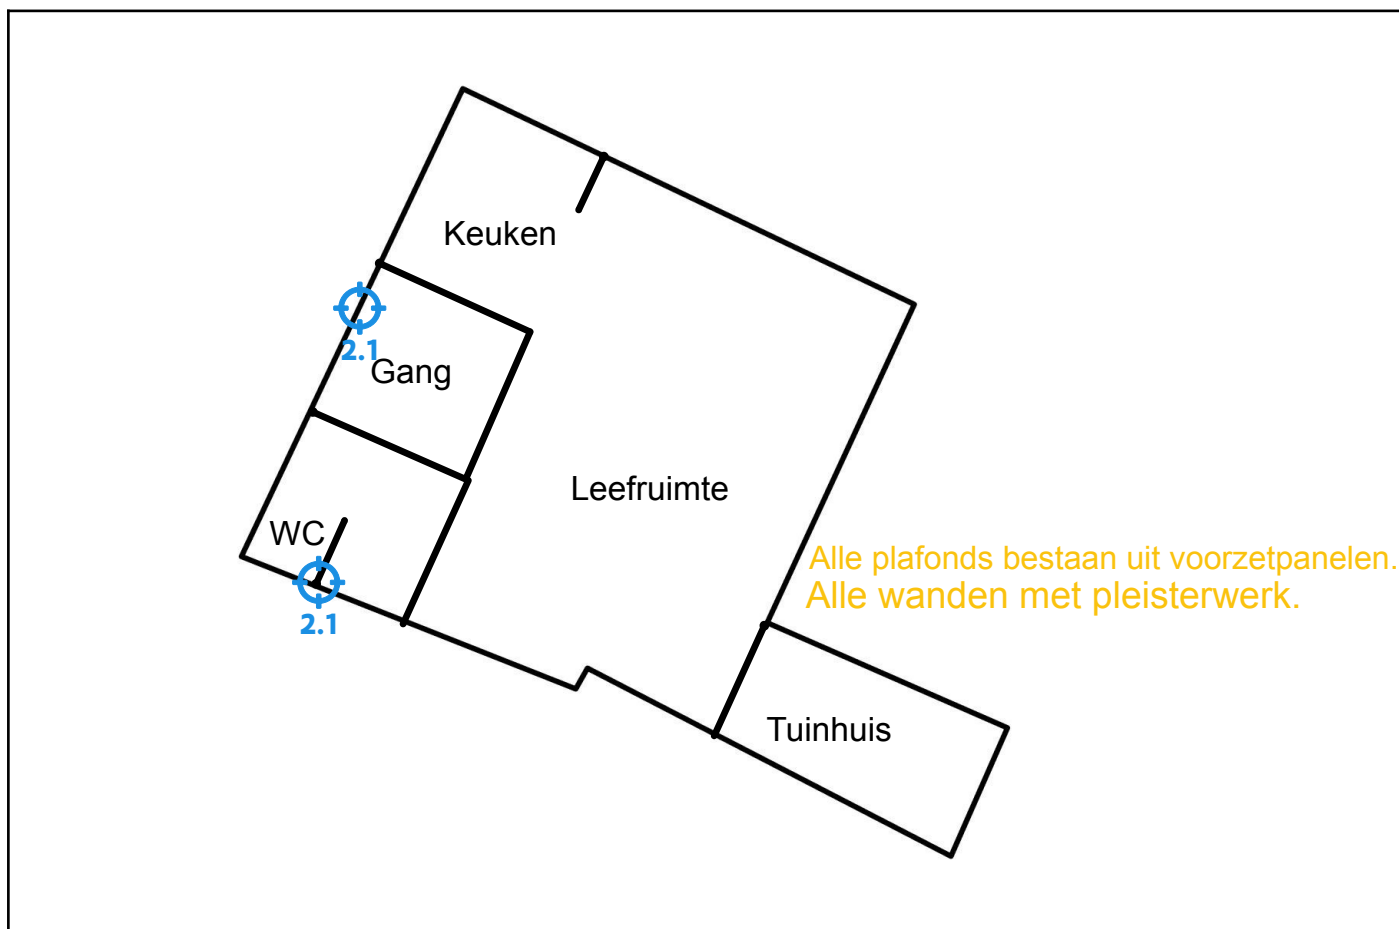 Keuken
2.1
Gang
Leefruimte
WC
Alle plafonds bestaan uit voorzetpanelen.
Alle wanden met pleisterwerk.
2.1
Tuinhuis